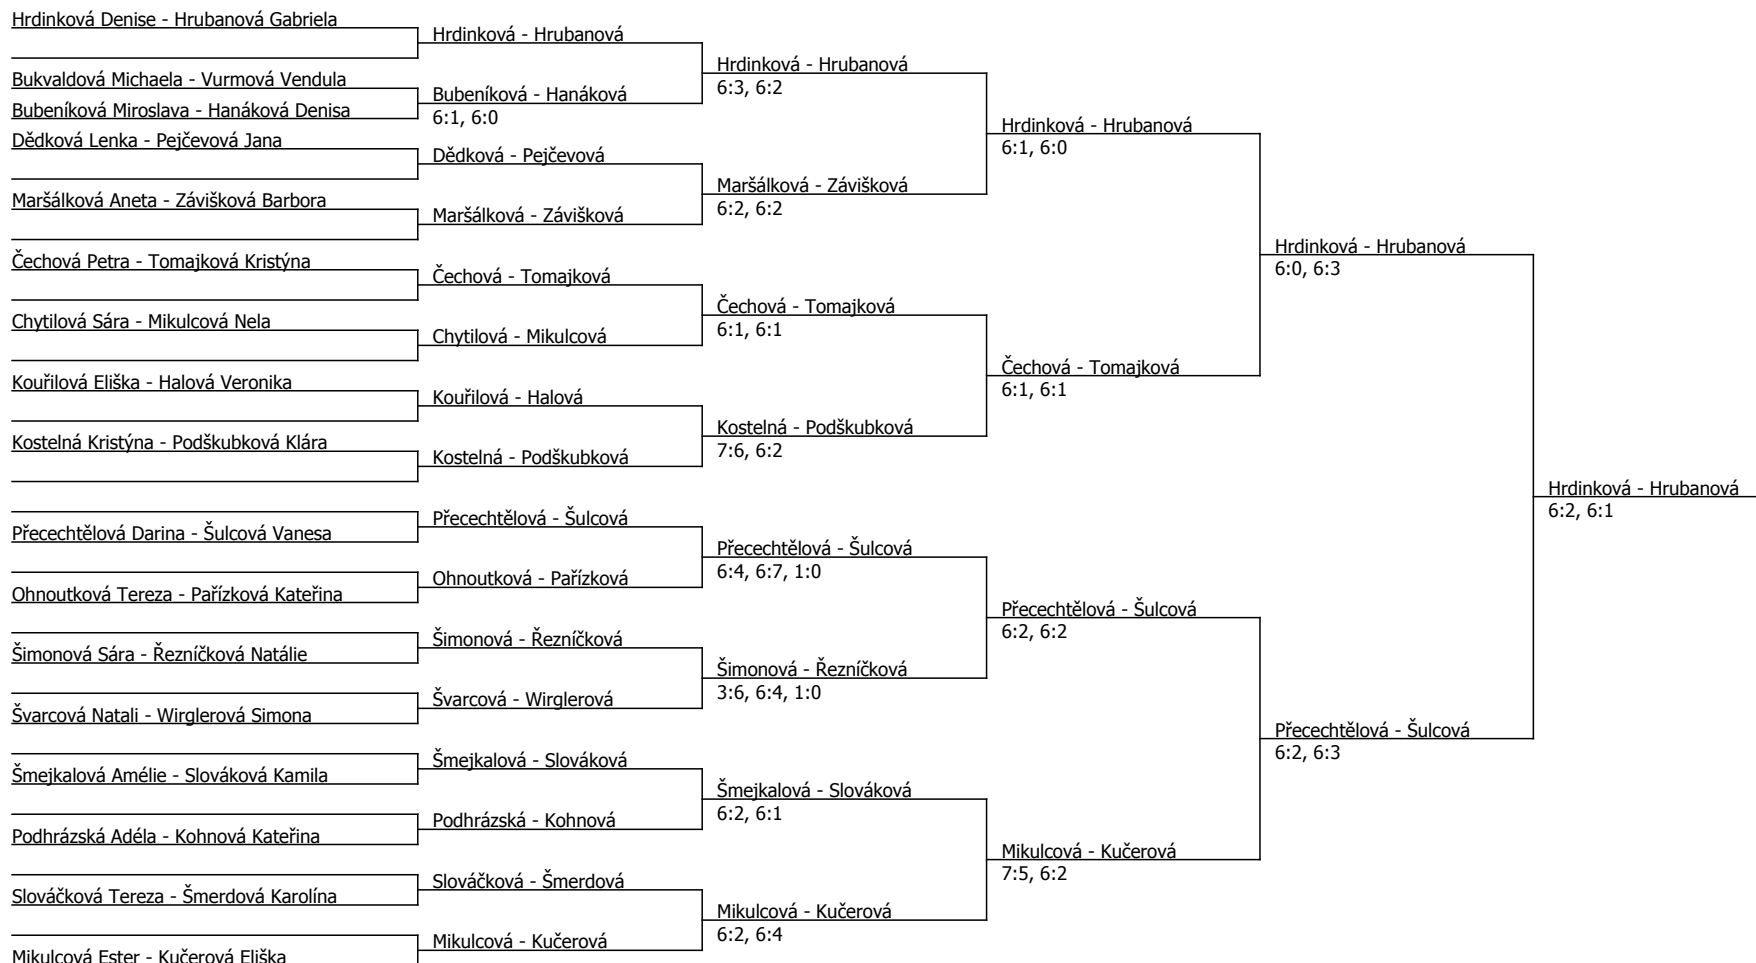 Hrdinková Denise - Hrubanová Gabriela
Bukvaldová Michaela - Vurmová Vendula
Bubeníková Miroslava - Hanáková Denisa
Dědková Lenka - Pejčevová Jana
Maršálková Aneta - Závišková Barbora
Čechová Petra - Tomajková Kristýna
Chytilová Sára - Mikulcová Nela
Kouřilová Eliška - Halová Veronika
Kostelná Kristýna - Podškubková Klára
Přecechtělová Darina - Šulcová Vanesa
Ohnoutková Tereza - Pařízková Kateřina
Šimonová Sára - Řezníčková Natálie
Švarcová Natali - Wirglerová Simona
Šmejkalová Amélie - Slováková Kamila
Podhrázská Adéla - Kohnová Kateřina
Slováčková Tereza - Šmerdová Karolína
Mikulcová Ester - Kučerová Eliška
Hrdinková - Hrubanová
Bubeníková - Hanáková
6:1, 6:0
Dědková - Pejčevová
Maršálková - Závišková
Čechová - Tomajková
Chytilová - Mikulcová
Kouřilová - Halová
Kostelná - Podškubková
Přecechtělová - Šulcová
Ohnoutková - Pařízková
Šimonová - Řezníčková
Švarcová - Wirglerová
Šmejkalová - Slováková
Podhrázská - Kohnová
Slováčková - Šmerdová
Mikulcová - Kučerová
Hrdinková - Hrubanová
6:3, 6:2
Maršálková - Závišková
6:2, 6:2
Čechová - Tomajková
6:1, 6:1
Kostelná - Podškubková
7:6, 6:2
Přecechtělová - Šulcová
6:4, 6:7, 1:0
Šimonová - Řezníčková
3:6, 6:4, 1:0
Šmejkalová - Slováková
6:2, 6:1
Mikulcová - Kučerová
6:2, 6:4
Hrdinková - Hrubanová
6:1, 6:0
Čechová - Tomajková
6:1, 6:1
Přecechtělová - Šulcová
6:2, 6:2
Mikulcová - Kučerová
7:5, 6:2
Hrdinková - Hrubanová
6:0, 6:3
Přecechtělová - Šulcová
6:2, 6:3
Hrdinková - Hrubanová
6:2, 6:1